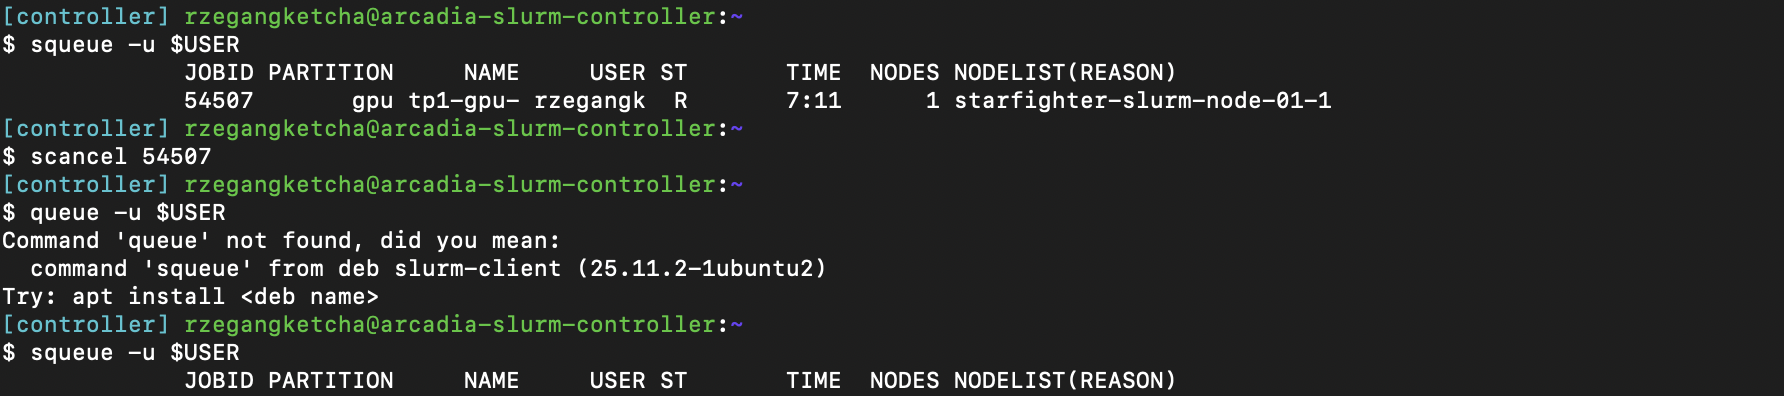 [controller] rzegangketcha@arcadia-slurm-controller:~
$ squeue -u $USER
             JOBID PARTITION     NAME     USER ST       TIME  NODES NODELIST(REASON)
             54507       gpu tp1-gpu- rzegangk  R       7:11      1 starfighter-slurm-node-01-1
[controller] rzegangketcha@arcadia-slurm-controller:~
$ scancel 54507
[controller] rzegangketcha@arcadia-slurm-controller:~
$ queue -u $USER
Command 'queue' not found, did you mean:
  command 'squeue' from deb slurm-client (25.11.2-1ubuntu2)
Try: apt install <deb name>
[controller] rzegangketcha@arcadia-slurm-controller:~
$ squeue -u $USER
             JOBID PARTITION     NAME     USER ST       TIME  NODES NODELIST(REASON)